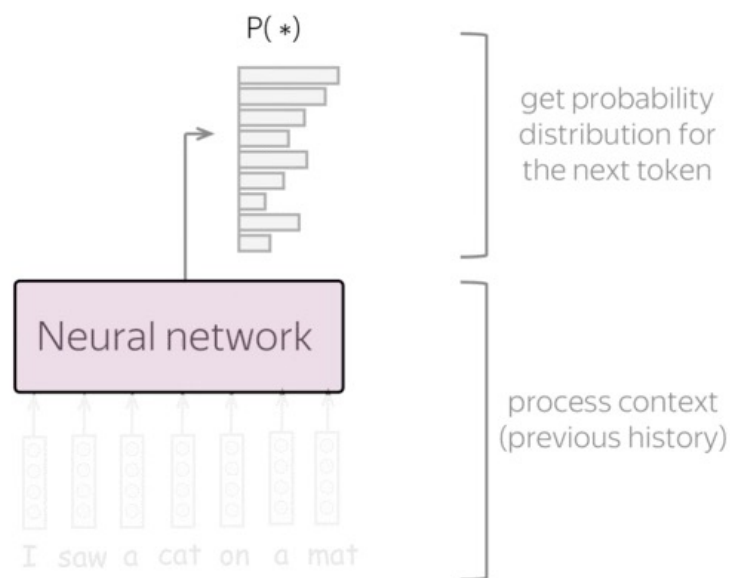 P( * )
get probability
distribution for
the next token
Neural network
process context
(previous history)
I saw a cat on a mat